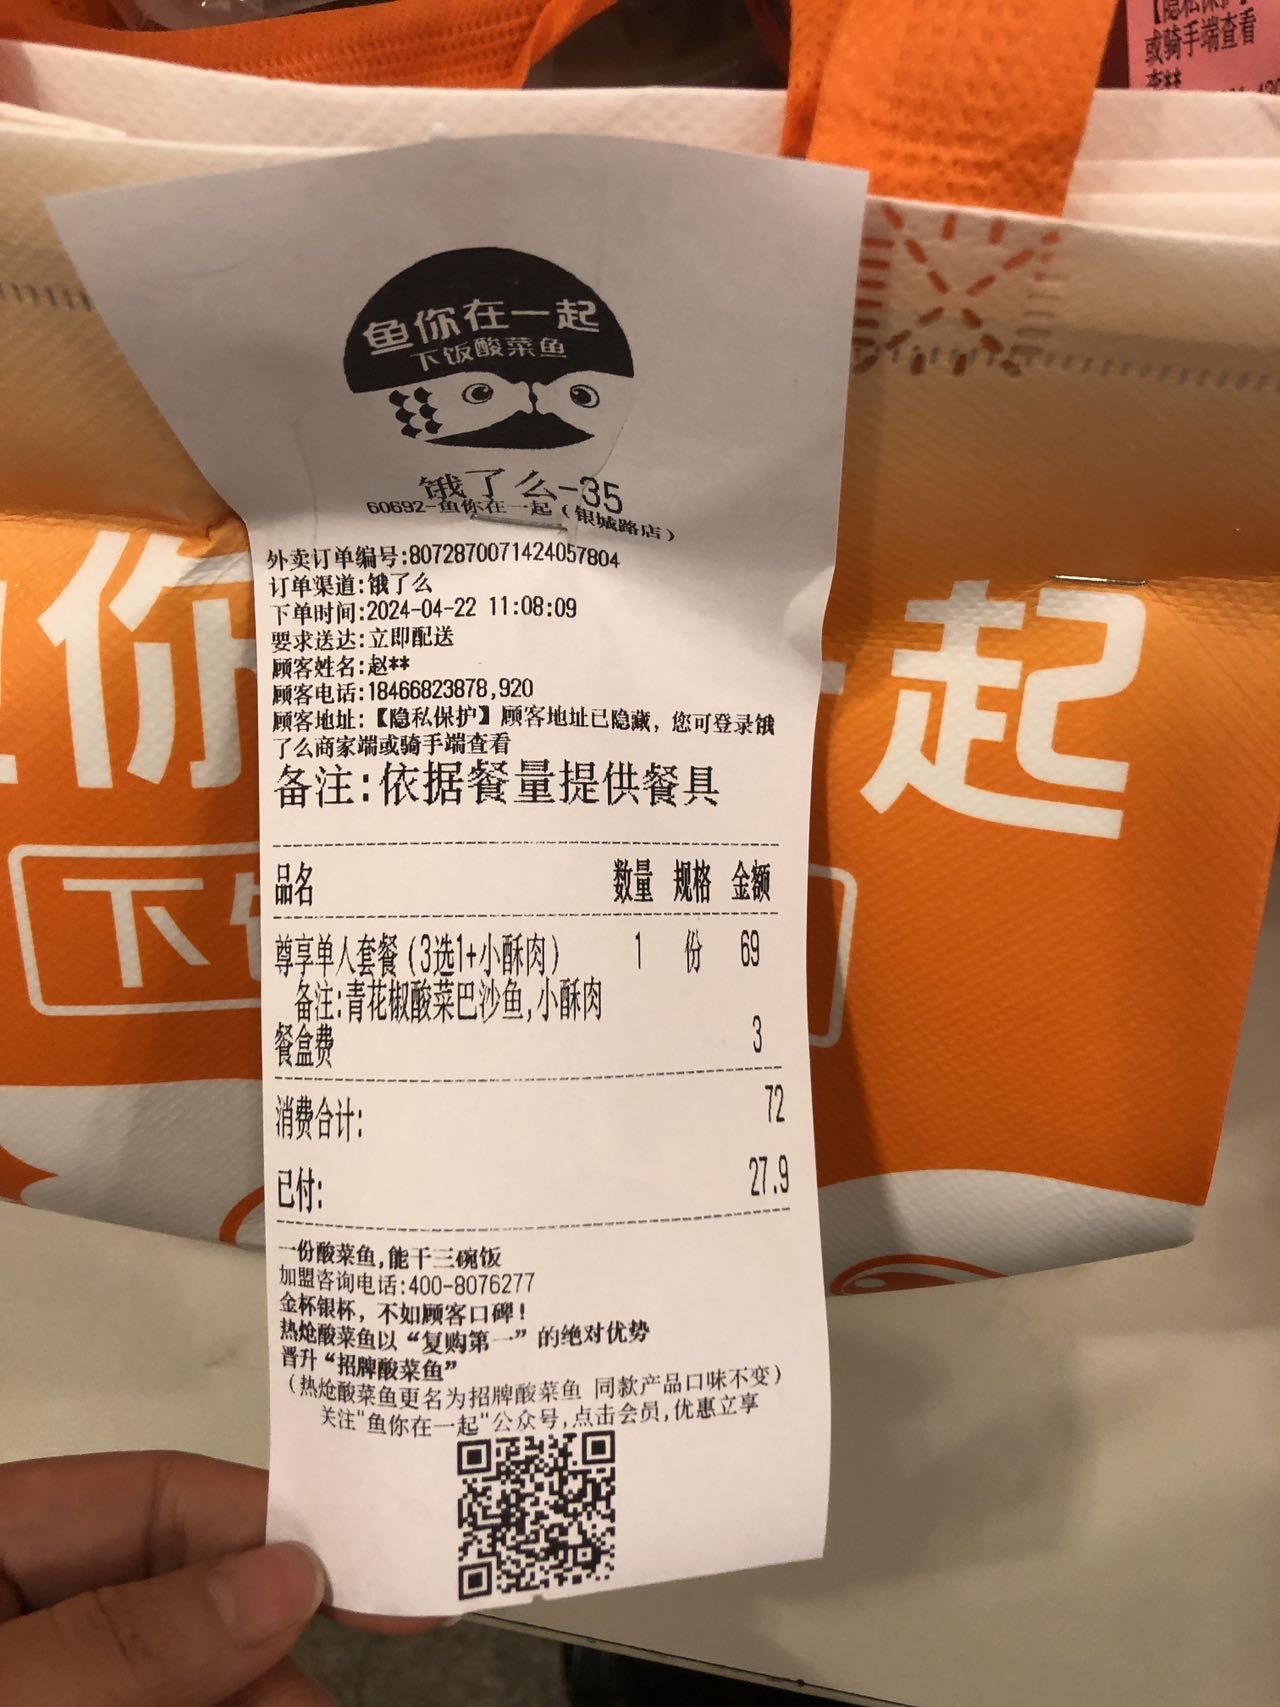 【隐私保护】
或骑手端查看
鱼你在一起
下饭酸菜鱼
饿了么-35
60692-鱼你在一起（银城路店）
外卖订单编号:8072870071424057804
订单渠道:饿了么
下单时间:2024-04-22 11:08:09
要求送达:立即配送
顾客姓名:赵**
顾客电话:18466823878,920
顾客地址:【隐私保护】顾客地址已隐藏，您可登录饿
了么商家端或骑手端查看
备注:依据餐量提供餐具
品名 数量 规格 金额
尊享单人套餐(3选1+小酥肉) 1 份 69
备注:青花椒酸菜巴沙鱼,小酥肉
餐盒费 3
消费合计: 72
已付: 27.9
一份酸菜鱼,能干三碗饭
加盟咨询电话:400-8076277
金杯银杯，不如顾客口碑！
热炝酸菜鱼以“复购第一”的绝对优势
晋升“招牌酸菜鱼”
（热炝酸菜鱼更名为招牌酸菜鱼 同款产品口味不变）
关注"鱼你在一起"公众号,点击会员,优惠立享
你 一起
下